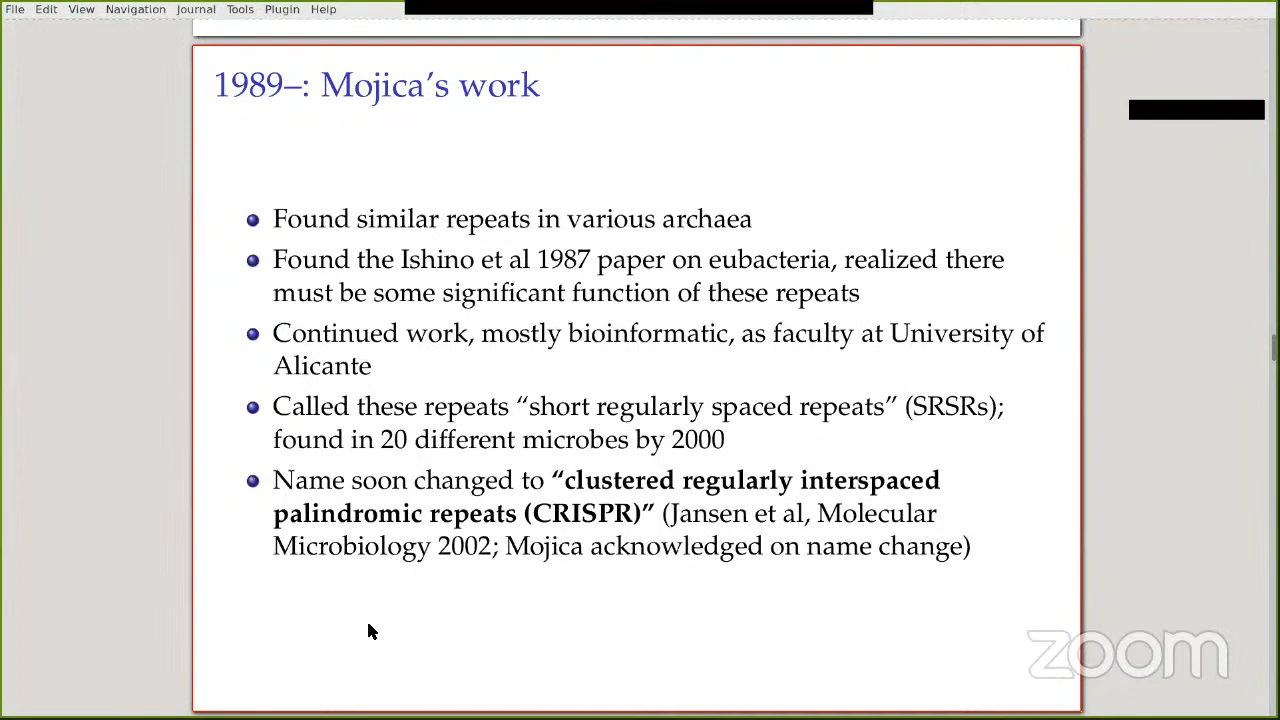 File Edit View Navigation Journal Tools Plugin Help
1989–: Mojica’s work
Found similar repeats in various archaea
Found the Ishino et al 1987 paper on eubacteria, realized there
must be some significant function of these repeats
Continued work, mostly bioinformatic, as faculty at University of
Alicante
Called these repeats “short regularly spaced repeats” (SRSRs);
found in 20 different microbes by 2000
Name soon changed to “clustered regularly interspaced
palindromic repeats (CRISPR)” (Jansen et al, Molecular
Microbiology 2002; Mojica acknowledged on name change)
zoom